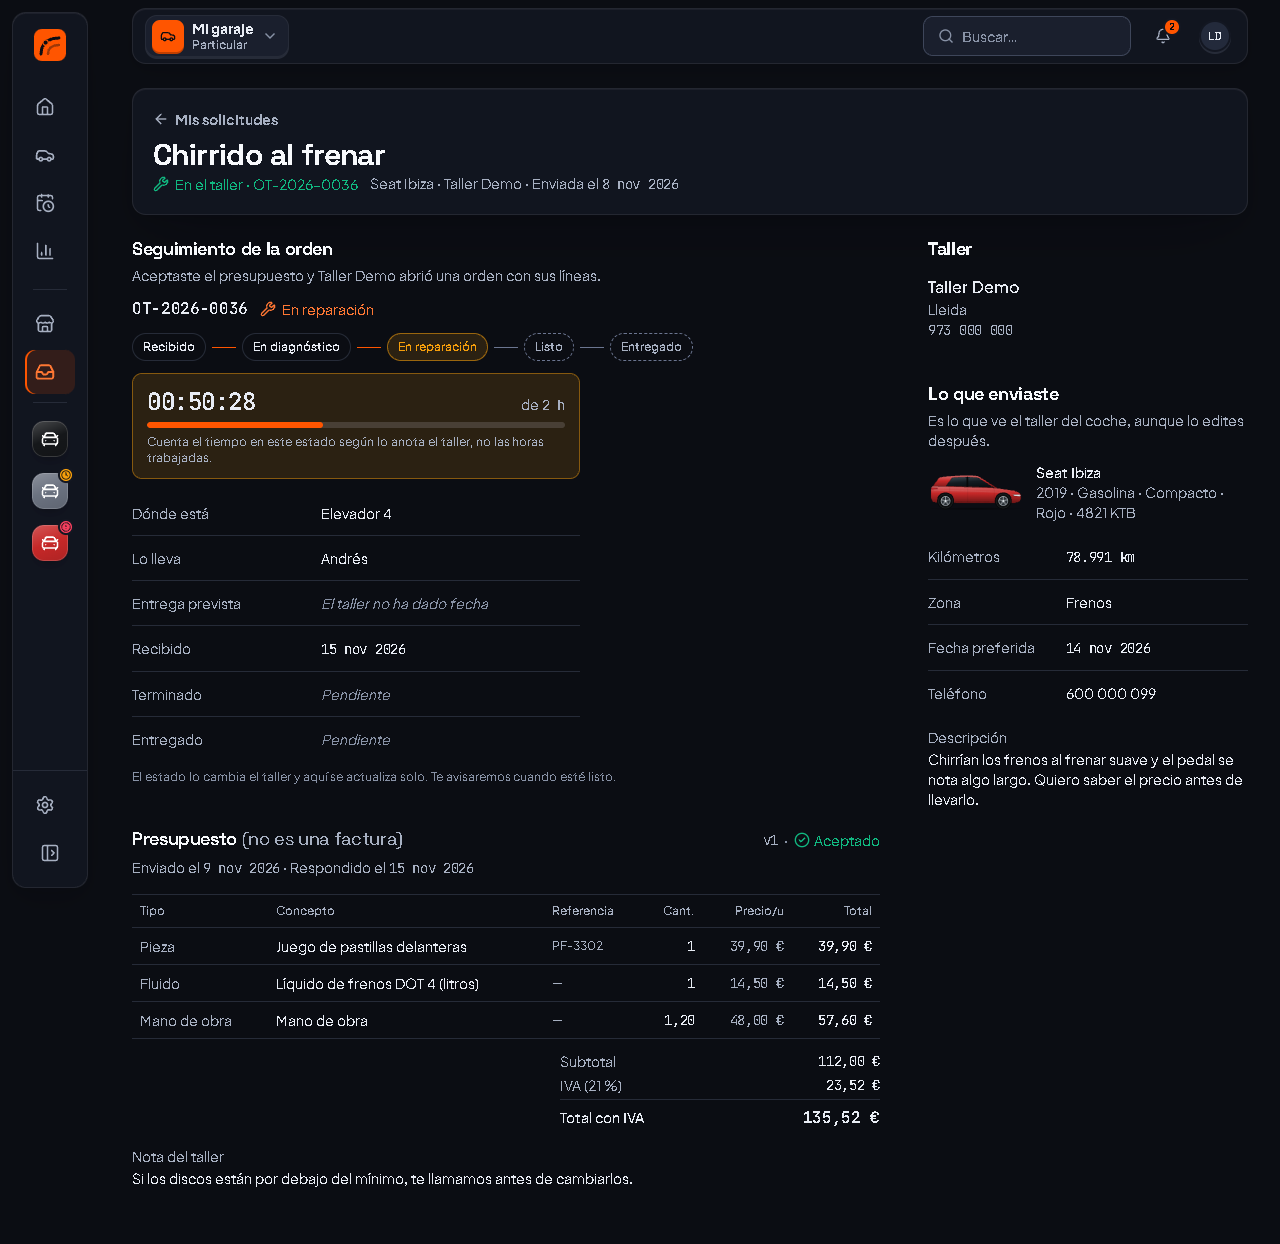 Mi garaje
Particular
Buscar...
2
LD
Mis solicitudes
Chirrido al frenar
En el taller · OT-2026-0036 Seat Ibiza · Taller Demo · Enviada el 8 nov 2026
Seguimiento de la orden
Aceptaste el presupuesto y Taller Demo abrió una orden con sus líneas.
OT-2026-0036 En reparación
Recibido En diagnóstico En reparación Listo Entregado
00:50:28 de 2 h
Cuenta el tiempo en este estado según lo anota el taller, no las horas
trabajadas.
Dónde está Elevador 4
Lo lleva Andrés
Entrega prevista El taller no ha dado fecha
Recibido 15 nov 2026
Terminado Pendiente
Entregado Pendiente
El estado lo cambia el taller y aquí se actualiza solo. Te avisaremos cuando esté listo.
Presupuesto (no es una factura) v1 · Aceptado
Enviado el 9 nov 2026 · Respondido el 15 nov 2026
Tipo Concepto Referencia Cant. Precio/u Total
Pieza Juego de pastillas delanteras PF-3302 1 39,90 € 39,90 €
Fluido Líquido de frenos DOT 4 (litros) — 1 14,50 € 14,50 €
Mano de obra Mano de obra — 1,20 48,00 € 57,60 €
Subtotal 112,00 €
IVA (21 %) 23,52 €
Total con IVA 135,52 €
Nota del taller
Si los discos están por debajo del mínimo, te llamamos antes de cambiarlos.
Taller
Taller Demo
Lleida
973 000 000
Lo que enviaste
Es lo que ve el taller del coche, aunque lo edites
después.
Seat Ibiza
2019 · Gasolina · Compacto ·
Rojo · 4821 KTB
Kilómetros 78.991 km
Zona Frenos
Fecha preferida 14 nov 2026
Teléfono 600 000 099
Descripción
Chirrían los frenos al frenar suave y el pedal se
nota algo largo. Quiero saber el precio antes de
llevarlo.